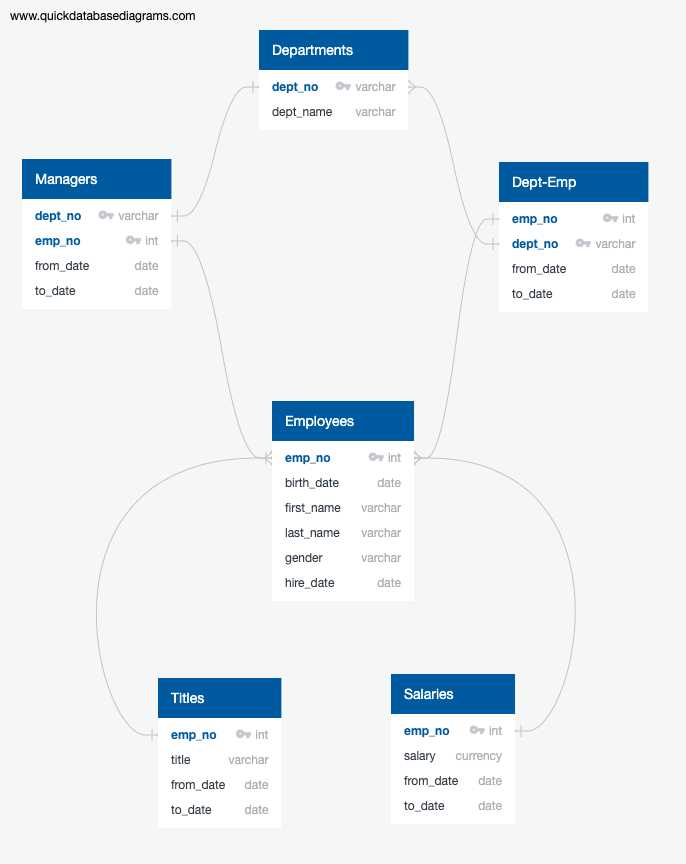 www.quickdatabasediagrams.com
Departments
dept_no varchar
dept_name varchar
Managers
dept_no varchar
emp_no int
from_date date
to_date date
Dept-Emp
emp_no int
dept_no varchar
from_date date
to_date date
Employees
emp_no int
birth_date date
first_name varchar
last_name varchar
gender varchar
hire_date date
Titles
emp_no int
title varchar
from_date date
to_date date
Salaries
emp_no int
salary currency
from_date date
to_date date